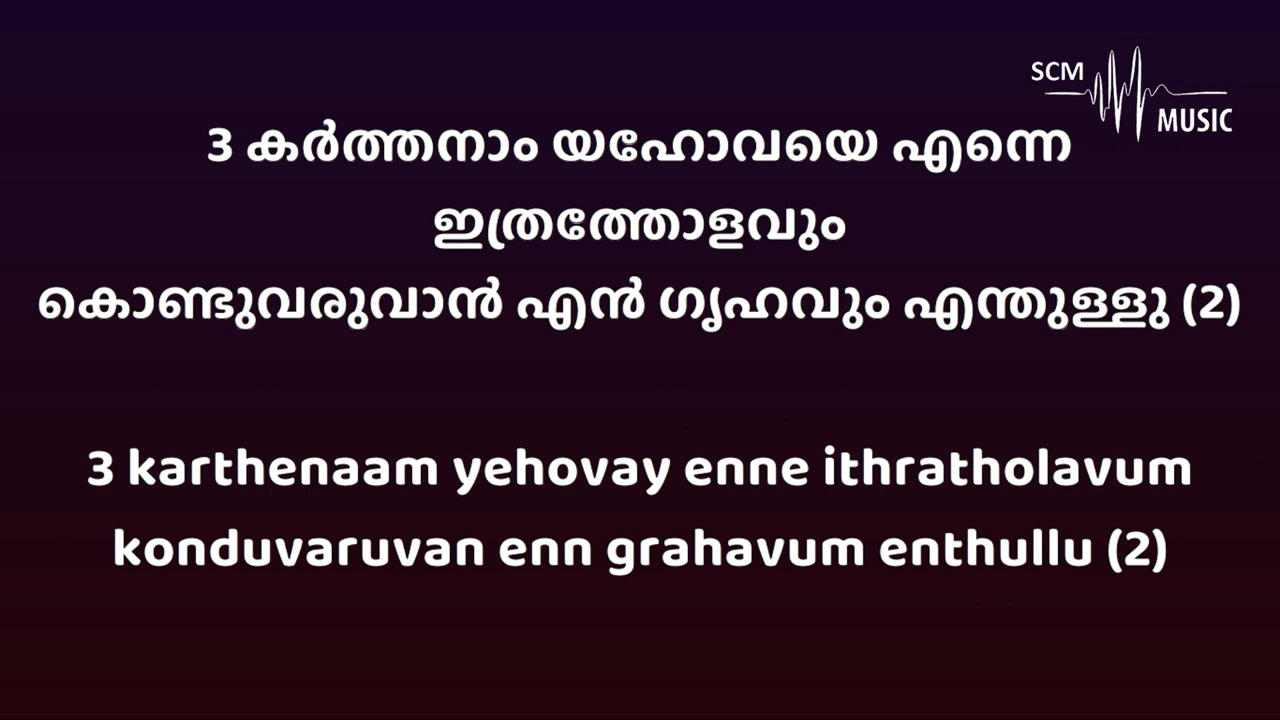 SCM
MUSIC
3 കർത്തനാം യഹോവയെ എന്നെ
ഇത്രത്തോളവും
കൊണ്ടുവരുവാൻ എൻ ഗൃഹവും എന്തുള്ളു (2)
3 karthenaam yehovay enne ithratholavum
konduvaruvan enn grahavum enthullu (2)